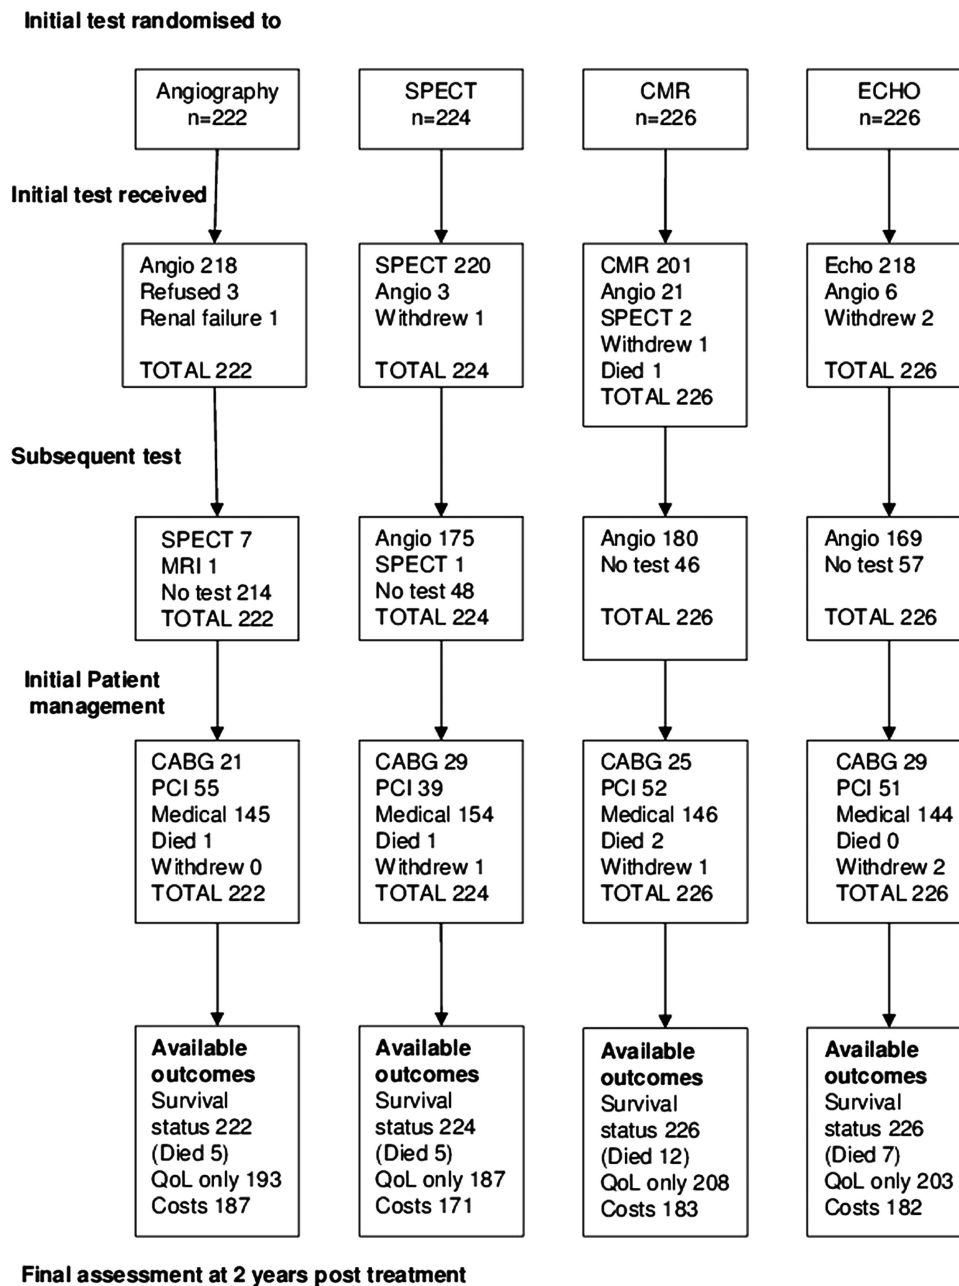 Initial test randomised to
Angiography
n=222
SPECT
n=224
CMR
n=226
ECHO
n=226
Initial test received
Angio 218
Refused 3
Renal failure 1
TOTAL 222
SPECT 220
Angio 3
Withdrew 1
TOTAL 224
CMR 201
Angio 21
SPECT 2
Withdrew 1
Died 1
TOTAL 226
Echo 218
Angio 6
Withdrew 2
TOTAL 226
Subsequent test
SPECT 7
MRI 1
No test 214
TOTAL 222
Angio 175
SPECT 1
No test 48
TOTAL 224
Angio 180
No test 46
TOTAL 226
Angio 169
No test 57
TOTAL 226
Initial Patient
management
CABG 21
PCI 55
Medical 145
Died 1
Withdrew 0
TOTAL 222
CABG 29
PCI 39
Medical 154
Died 1
Withdrew 1
TOTAL 224
CABG 25
PCI 52
Medical 146
Died 2
Withdrew 1
TOTAL 226
CABG 29
PCI 51
Medical 144
Died 0
Withdrew 2
TOTAL 226
Available
outcomes
Survival
status 222
(Died 5)
QoL only 193
Costs 187
Available
outcomes
Survival
status 224
(Died 5)
QoL only 187
Costs 171
Available
outcomes
Survival
status 226
(Died 12)
QoL only 208
Costs 183
Available
outcomes
Survival
status 226
(Died 7)
QoL only 203
Costs 182
Final assessment at 2 years post treatment